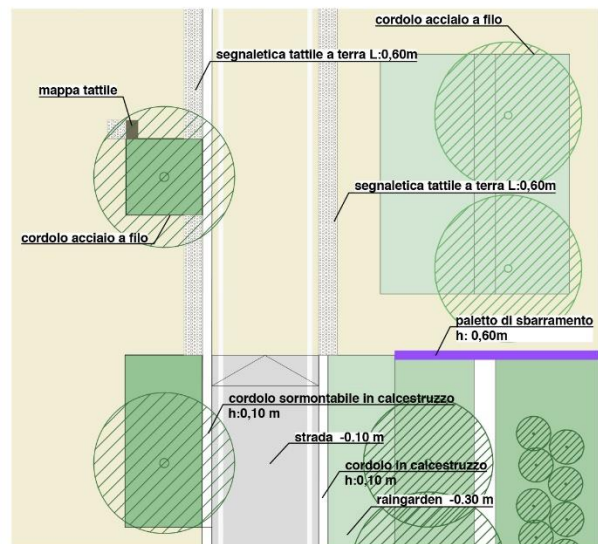 cordolo acciaio a filo
segnaletica tattile a terra L:0,60m
mappa tattile
segnaletica tattile a terra L:0,60m
cordolo acciaio a filo
paletto di sbarramento
h: 0,60m
cordolo sormontabile in calcestruzzo
h:0,10 m
strada -0.10 m
cordolo in calcestruzzo
h:0,10 m
raingarden -0.30 m